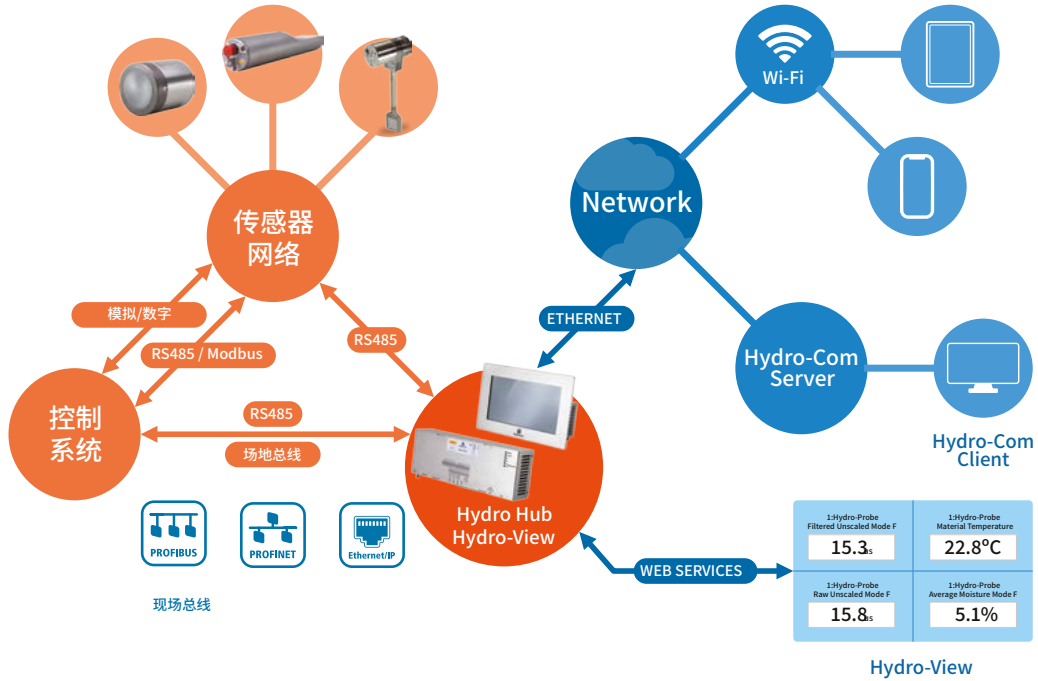 Wi-Fi
传感器
网络
Network
模拟/数字
ETHERNET
RS485 / Modbus
RS485
Hydro-Com
Server
控制
系统
RS485
场地总线
Hydro-Com
Client
Hydro Hub
Hydro-View
PROFIBUS
PROFINET
Ethernet/IP
WEB SERVICES
1:Hydro-Probe
Filtered Unscaled Mode F
15.3us
1:Hydro-Probe
Material Temperature
22.8°C
1:Hydro-Probe
Raw Unscaled Mode F
15.8us
1:Hydro-Probe
Average Moisture Mode F
5.1%
现场总线
Hydro-View